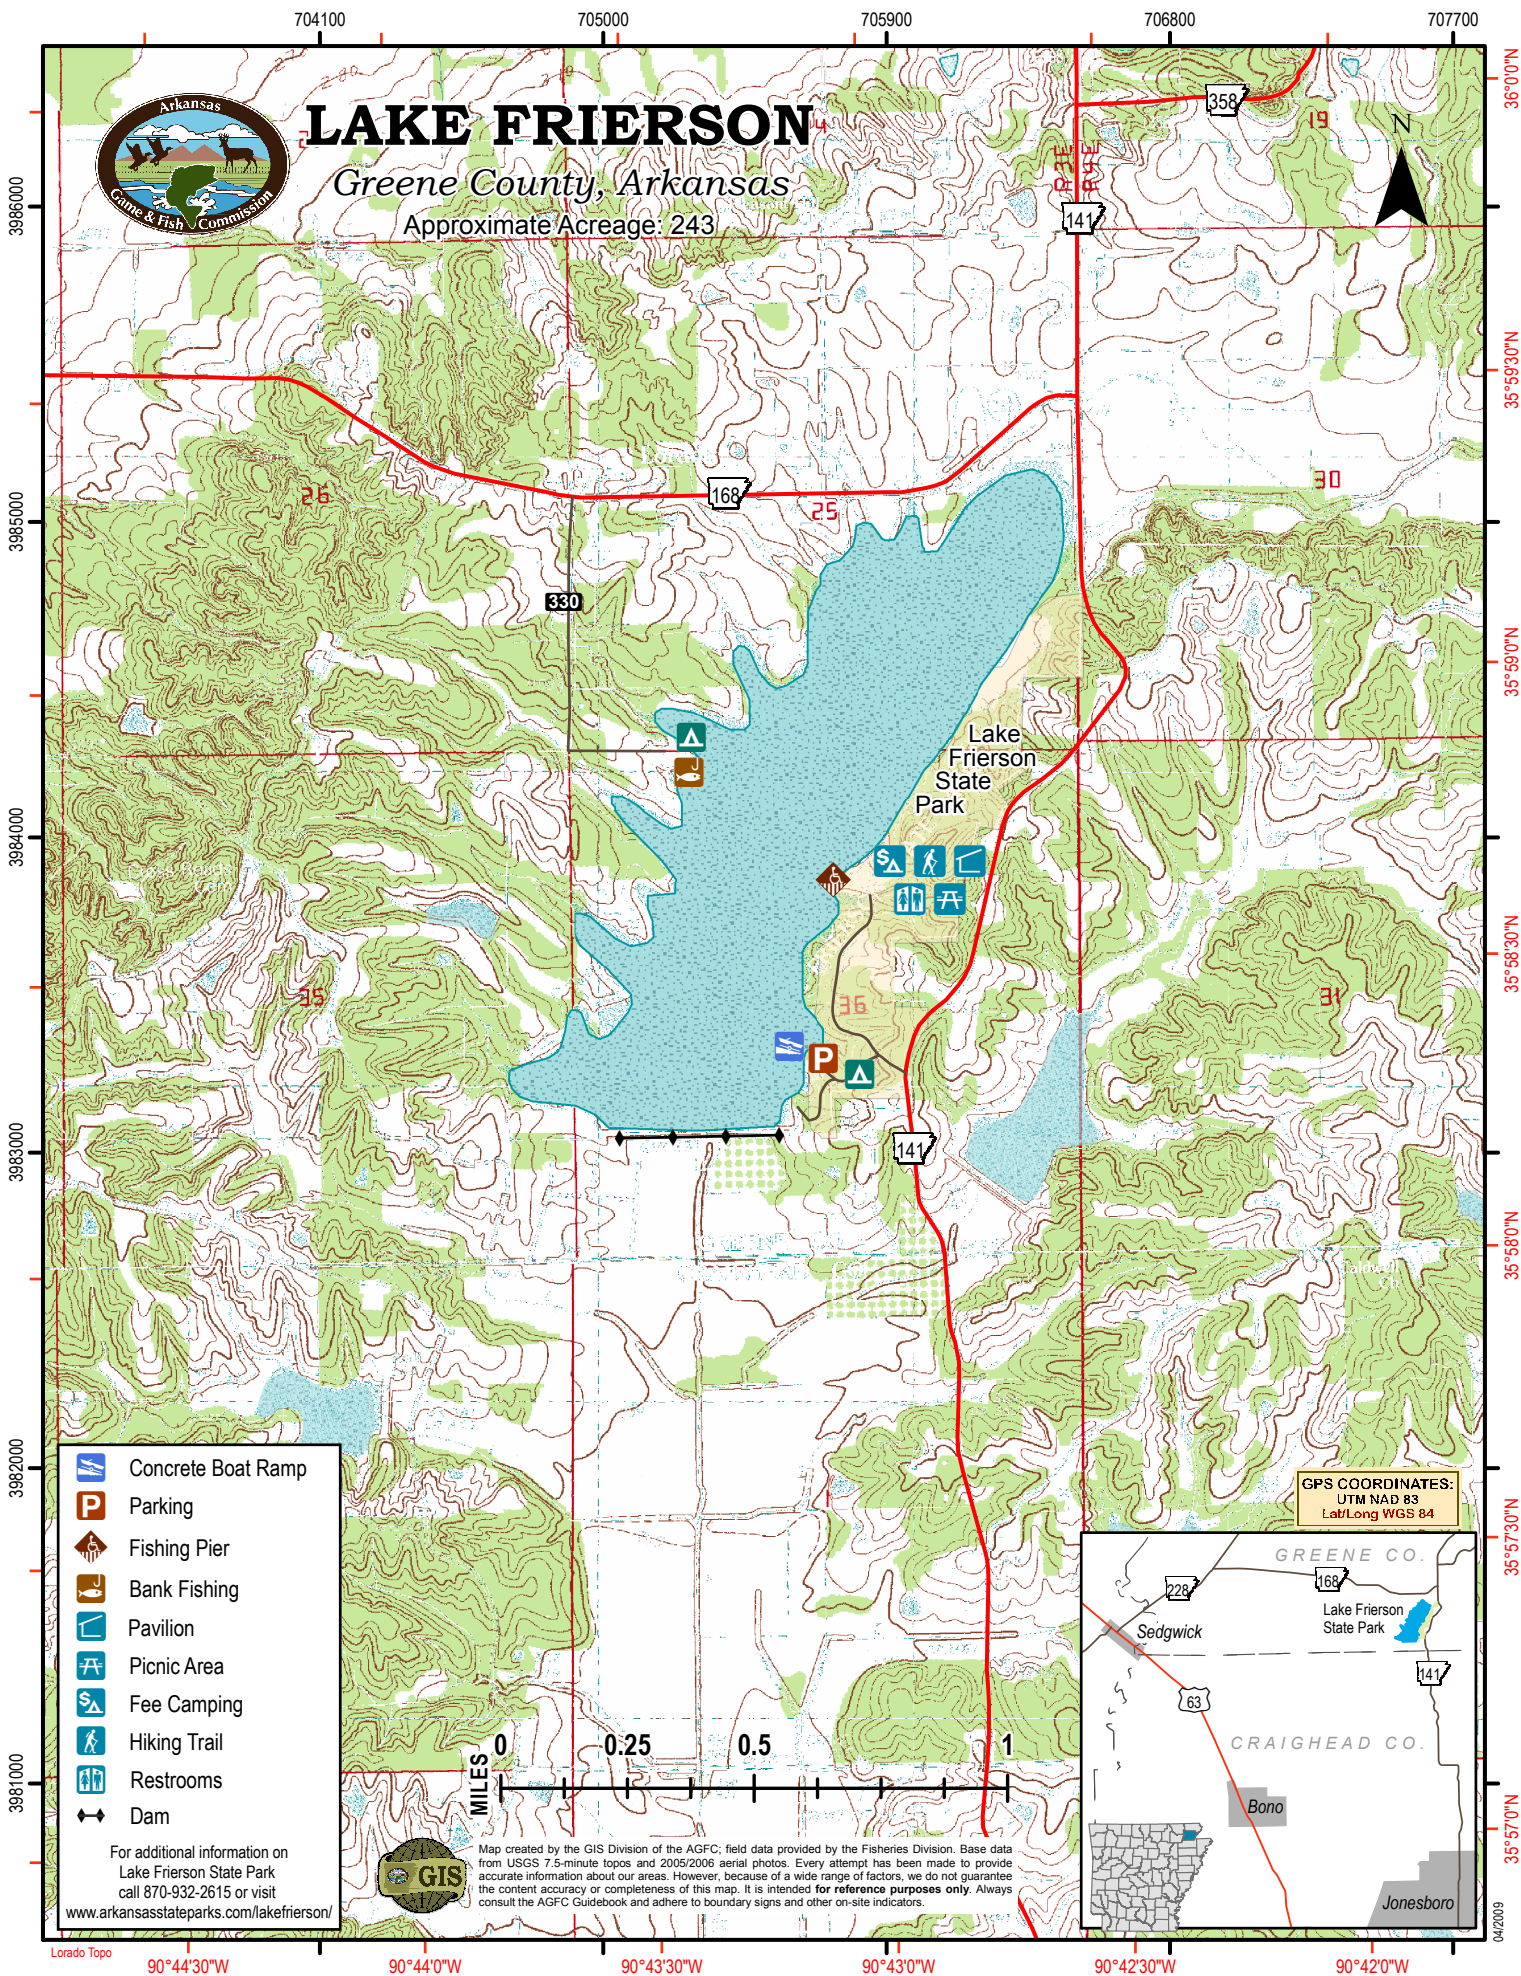 704100
705000
705900
706800
707700
Arkansas
Game & Fish Commission
LAKE FRIERSON
Greene County, Arkansas
Approximate Acreage: 243
358
19
N
R 3 E
R 4 E
141
36°0'0"N
3986000
35°59'30"N
26
168
25
30
3985000
330
35°59'0"N
Lake
Frierson
State
Park
3984000
35°58'30"N
35
36
31
P
141
3983000
35°58'0"N
Caldwell
Ch
3982000
Concrete Boat Ramp
P
Parking
Fishing Pier
Bank Fishing
Pavilion
Picnic Area
$
Fee Camping
Hiking Trail
Restrooms
Dam
For additional information on
Lake Frierson State Park
call 870-932-2615 or visit
www.arkansasstateparks.com/lakefrierson/
GPS COORDINATES:
UTM NAD 83
Lat/Long WGS 84
35°57'30"N
GREENE CO.
228
168
Lake Frierson
State Park
Sedgwick
141
63
CRAIGHEAD CO.
Bono
Jonesboro
3981000
MILES
0
0.25
0.5
1
35°57'0"N
GIS
Map created by the GIS Division of the AGFC; field data provided by the Fisheries Division. Base data
from USGS 7.5-minute topos and 2005/2006 aerial photos. Every attempt has been made to provide
accurate information about our areas. However, because of a wide range of factors, we do not guarantee
the content accuracy or completeness of this map. It is intended for reference purposes only. Always
consult the AGFC Guidebook and adhere to boundary signs and other on-site indicators.
04/2009
Lorado Topo
90°44'30"W
90°44'0"W
90°43'30"W
90°43'0"W
90°42'30"W
90°42'0"W